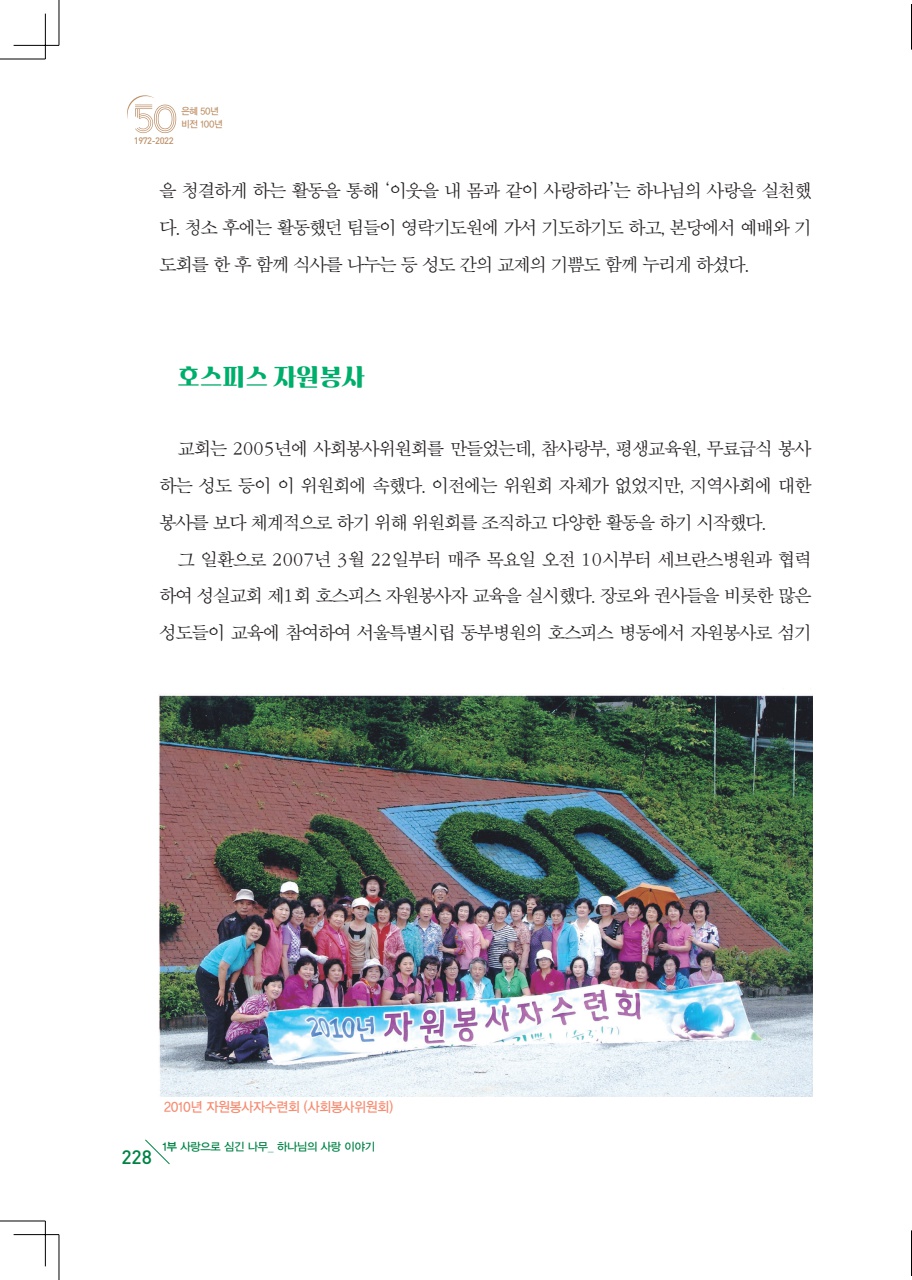 50
은혜 50년
비전 100년
1972-2022
을 청결하게 하는 활동을 통해 ‘이웃을 내 몸과 같이 사랑하라’는 하나님의 사랑을 실천했
다. 청소 후에는 활동했던 팀들이 영락기도원에 가서 기도하기도 하고, 본당에서 예배와 기
도회를 한 후 함께 식사를 나누는 등 성도 간의 교제의 기쁨도 함께 누리게 하셨다.
호스피스 자원봉사
교회는 2005년에 사회봉사위원회를 만들었는데, 참사랑부, 평생교육원, 무료급식 봉사
하는 성도 등이 이 위원회에 속했다. 이전에는 위원회 자체가 없었지만, 지역사회에 대한
봉사를 보다 체계적으로 하기 위해 위원회를 조직하고 다양한 활동을 하기 시작했다.
그 일환으로 2007년 3월 22일부터 매주 목요일 오전 10시부터 세브란스병원과 협력
하여 성실교회 제1회 호스피스 자원봉사자 교육을 실시했다. 장로와 권사들을 비롯한 많은
성도들이 교육에 참여하여 서울특별시립 동부병원의 호스피스 병동에서 자원봉사로 섬기
2010년 자원봉사자수련회
2010년 자원봉사자수련회 (사회봉사위원회)
228
1부 사랑으로 심긴 나무_ 하나님의 사랑 이야기